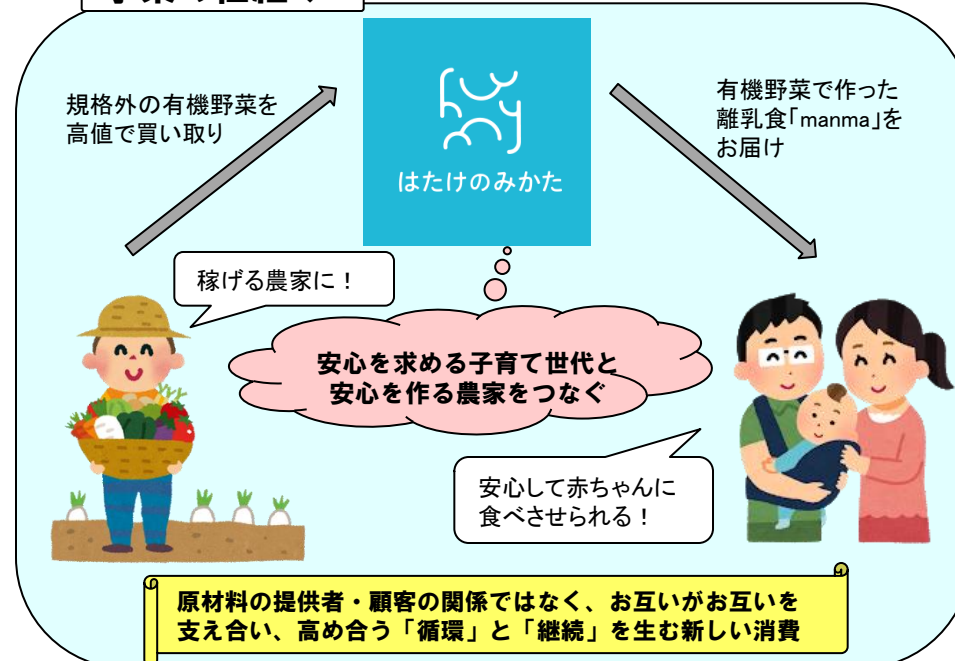 規格外の有機野菜を
高値で買い取り
有機野菜で作った
離乳食「manma」を
お届け
はたけのみかた
稼げる農家に！
安心を求める子育て世代と
安心を作る農家をつなぐ
安心して赤ちゃんに
食べさせられる！
原材料の提供者・顧客の関係ではなく、お互いがお互いを
支え合い、高め合う「循環」と「継続」を生む新しい消費